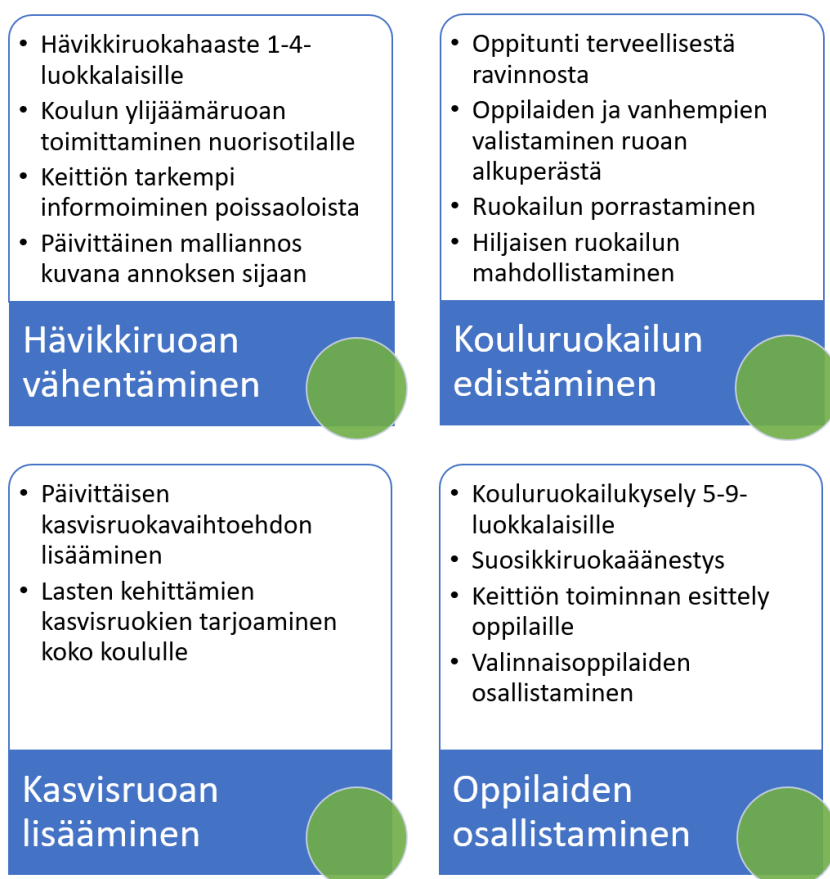 • Hävikkiruokahaaste 1-4-
luokkalaisille
• Koulun ylijäämäruoan
toimittaminen nuorisotilalle
• Keittiön tarkempi
informoiminen poissaoloista
• Päivittäinen malliannos
kuvana annoksen sijaan
Hävikkiruoan
vähentäminen
• Oppitunti terveellisestä
ravinnosta
• Oppilaiden ja vanhempien
valistaminen ruoan
alkuperästä
• Ruokailun porrastaminen
• Hiljaisen ruokailun
mahdollistaminen
Kouluruokailun
edistäminen
• Päivittäisen
kasvisruokavaihtoehdon
lisääminen
• Lasten kehittämien
kasvisruokien tarjoaminen
koko koululle
Kasvisruoan
lisääminen
• Kouluruokailukysely 5-9-
luokkalaisille
• Suosikkiruokaäänestys
• Keittiön toiminnan esittely
oppilaille
• Valinnaisoppilaiden
osallistaminen
Oppilaiden
osallistaminen